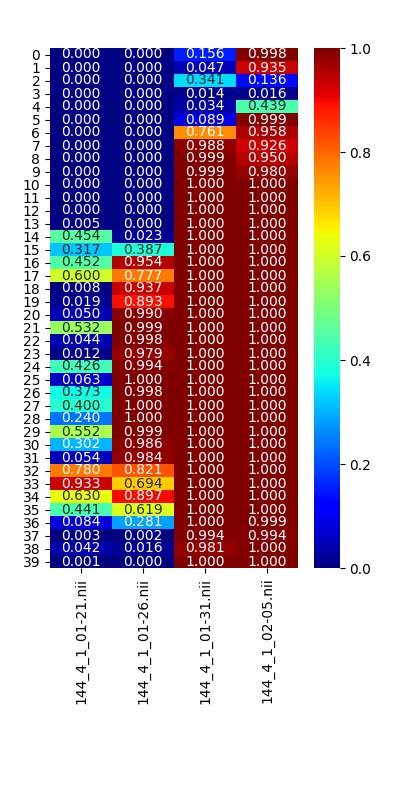 0 0.000 0.000 0.156 0.998
1 0.000 0.000 0.047 0.935
2 0.000 0.000 0.341 0.136
3 0.000 0.000 0.014 0.016
4 0.000 0.000 0.034 0.439
5 0.000 0.000 0.089 0.999
6 0.000 0.000 0.761 0.958
7 0.000 0.000 0.988 0.926
8 0.000 0.000 0.999 0.950
9 0.000 0.000 0.999 0.980
10 0.000 0.000 1.000 1.000
11 0.000 0.000 1.000 1.000
12 0.000 0.000 1.000 1.000
13 0.005 0.000 1.000 1.000
14 0.454 0.023 1.000 1.000
15 0.317 0.387 1.000 1.000
16 0.452 0.954 1.000 1.000
17 0.600 0.777 1.000 1.000
18 0.008 0.937 1.000 1.000
19 0.019 0.893 1.000 1.000
20 0.050 0.990 1.000 1.000
21 0.532 0.999 1.000 1.000
22 0.044 0.998 1.000 1.000
23 0.012 0.979 1.000 1.000
24 0.426 0.994 1.000 1.000
25 0.063 1.000 1.000 1.000
26 0.373 0.998 1.000 1.000
27 0.400 1.000 1.000 1.000
28 0.240 1.000 1.000 1.000
29 0.552 0.999 1.000 1.000
30 0.302 0.986 1.000 1.000
31 0.054 0.984 1.000 1.000
32 0.780 0.821 1.000 1.000
33 0.933 0.694 1.000 1.000
34 0.630 0.897 1.000 1.000
35 0.441 0.619 1.000 1.000
36 0.084 0.281 1.000 0.999
37 0.003 0.002 0.994 0.994
38 0.042 0.016 0.981 1.000
39 0.001 0.000 1.000 1.000
144_4_1_01-21.nii
144_4_1_01-26.nii
144_4_1_01-31.nii
144_4_1_02-05.nii
1.0
0.8
0.6
0.4
0.2
0.0